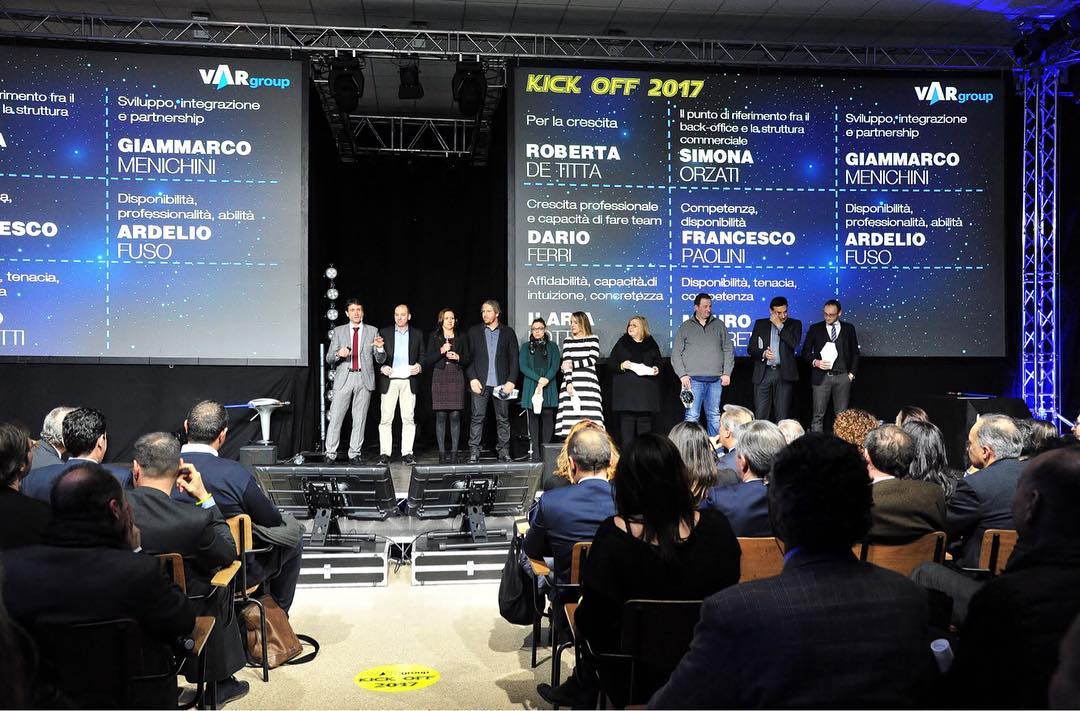 VAR group
rimento fra il
la struttura
Sviluppo, integrazione
e partnership
GIAMMARCO
MENICHINI
ESCO
Disponibilità,
professionalità, abilità
ARDELIO
FUSO
, tenacia,
TTI
KICK OFF 2017
VAR group
Per la crescita
ROBERTA
DE TITTA
Il punto di riferimento fra il
back-office e la struttura
commerciale
SIMONA
ORZATI
Sviluppo, integrazione
e partnership
GIAMMARCO
MENICHINI
Crescita professionale
e capacità di fare team
DARIO
FERRI
Competenza,
disponibilità
FRANCESCO
PAOLINI
Disponibilità,
professionalità, abilità
ARDELIO
FUSO
Affidabilità, capacità di
intuizione, concretezza
ILARIA
Disponibilità, tenacia,
competenza
group
KICK OFF
2017